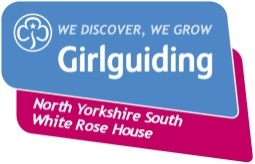 WE DISCOVER, WE GROW
Girlguiding
North Yorkshire South
White Rose House